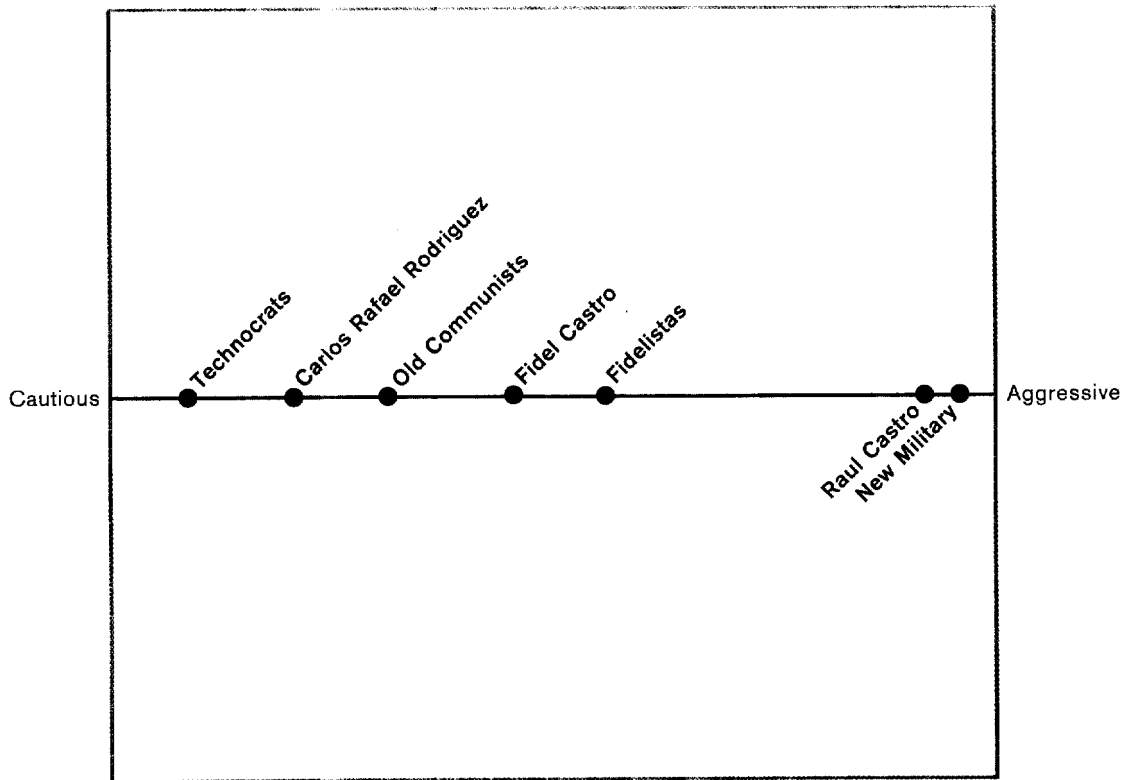 Technocrats
Carlos Rafael Rodriguez
Old Communists
Fidel Castro
Fidelistas
Cautious
Aggressive
Raul Castro
New Military